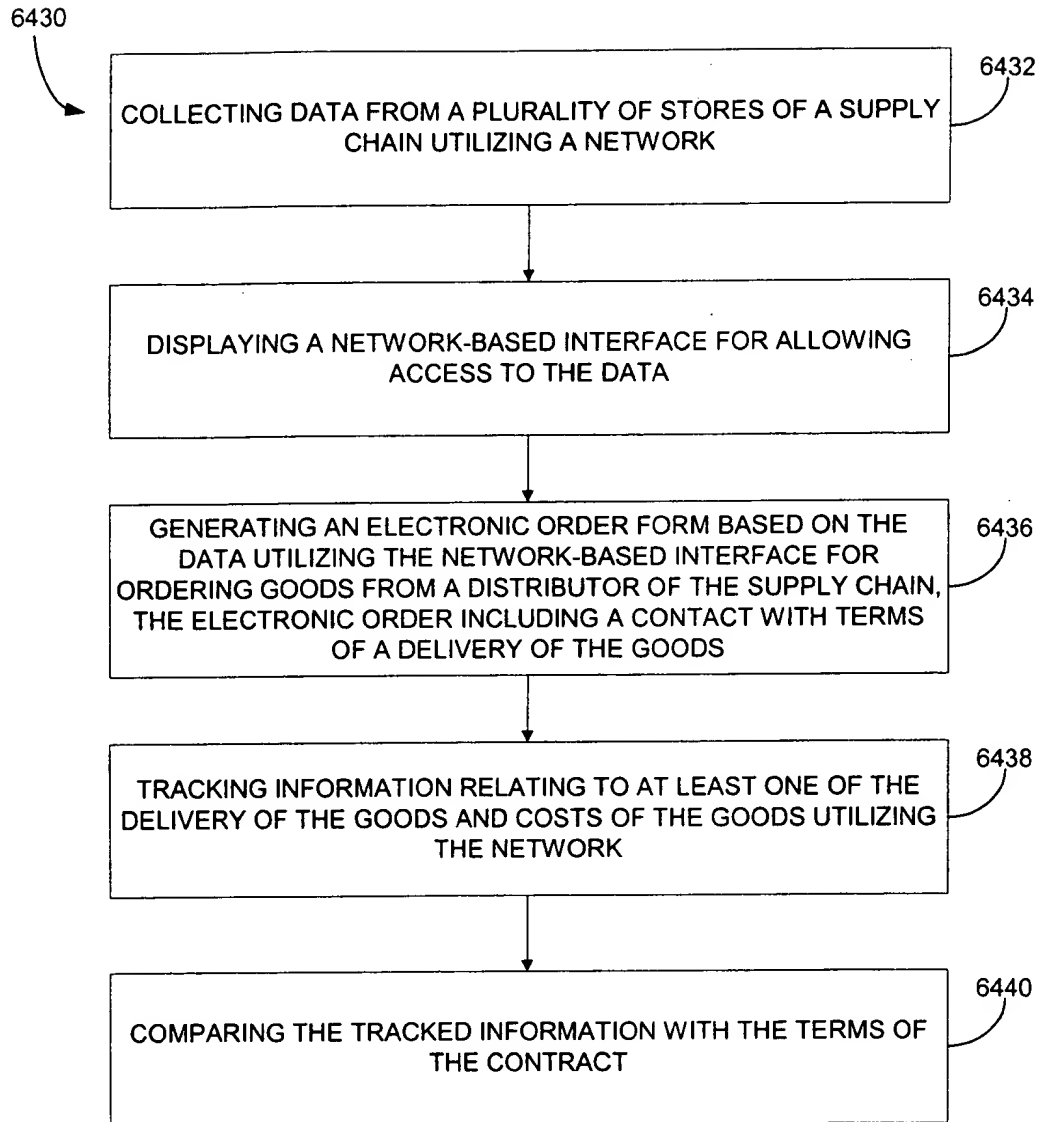 6430
6432
COLLECTING DATA FROM A PLURALITY OF STORES OF A SUPPLY
CHAIN UTILIZING A NETWORK
6434
DISPLAYING A NETWORK-BASED INTERFACE FOR ALLOWING
ACCESS TO THE DATA
6436
GENERATING AN ELECTRONIC ORDER FORM BASED ON THE
DATA UTILIZING THE NETWORK-BASED INTERFACE FOR
ORDERING GOODS FROM A DISTRIBUTOR OF THE SUPPLY CHAIN,
THE ELECTRONIC ORDER INCLUDING A CONTACT WITH TERMS
OF A DELIVERY OF THE GOODS
6438
TRACKING INFORMATION RELATING TO AT LEAST ONE OF THE
DELIVERY OF THE GOODS AND COSTS OF THE GOODS UTILIZING
THE NETWORK
6440
COMPARING THE TRACKED INFORMATION WITH THE TERMS OF
THE CONTRACT